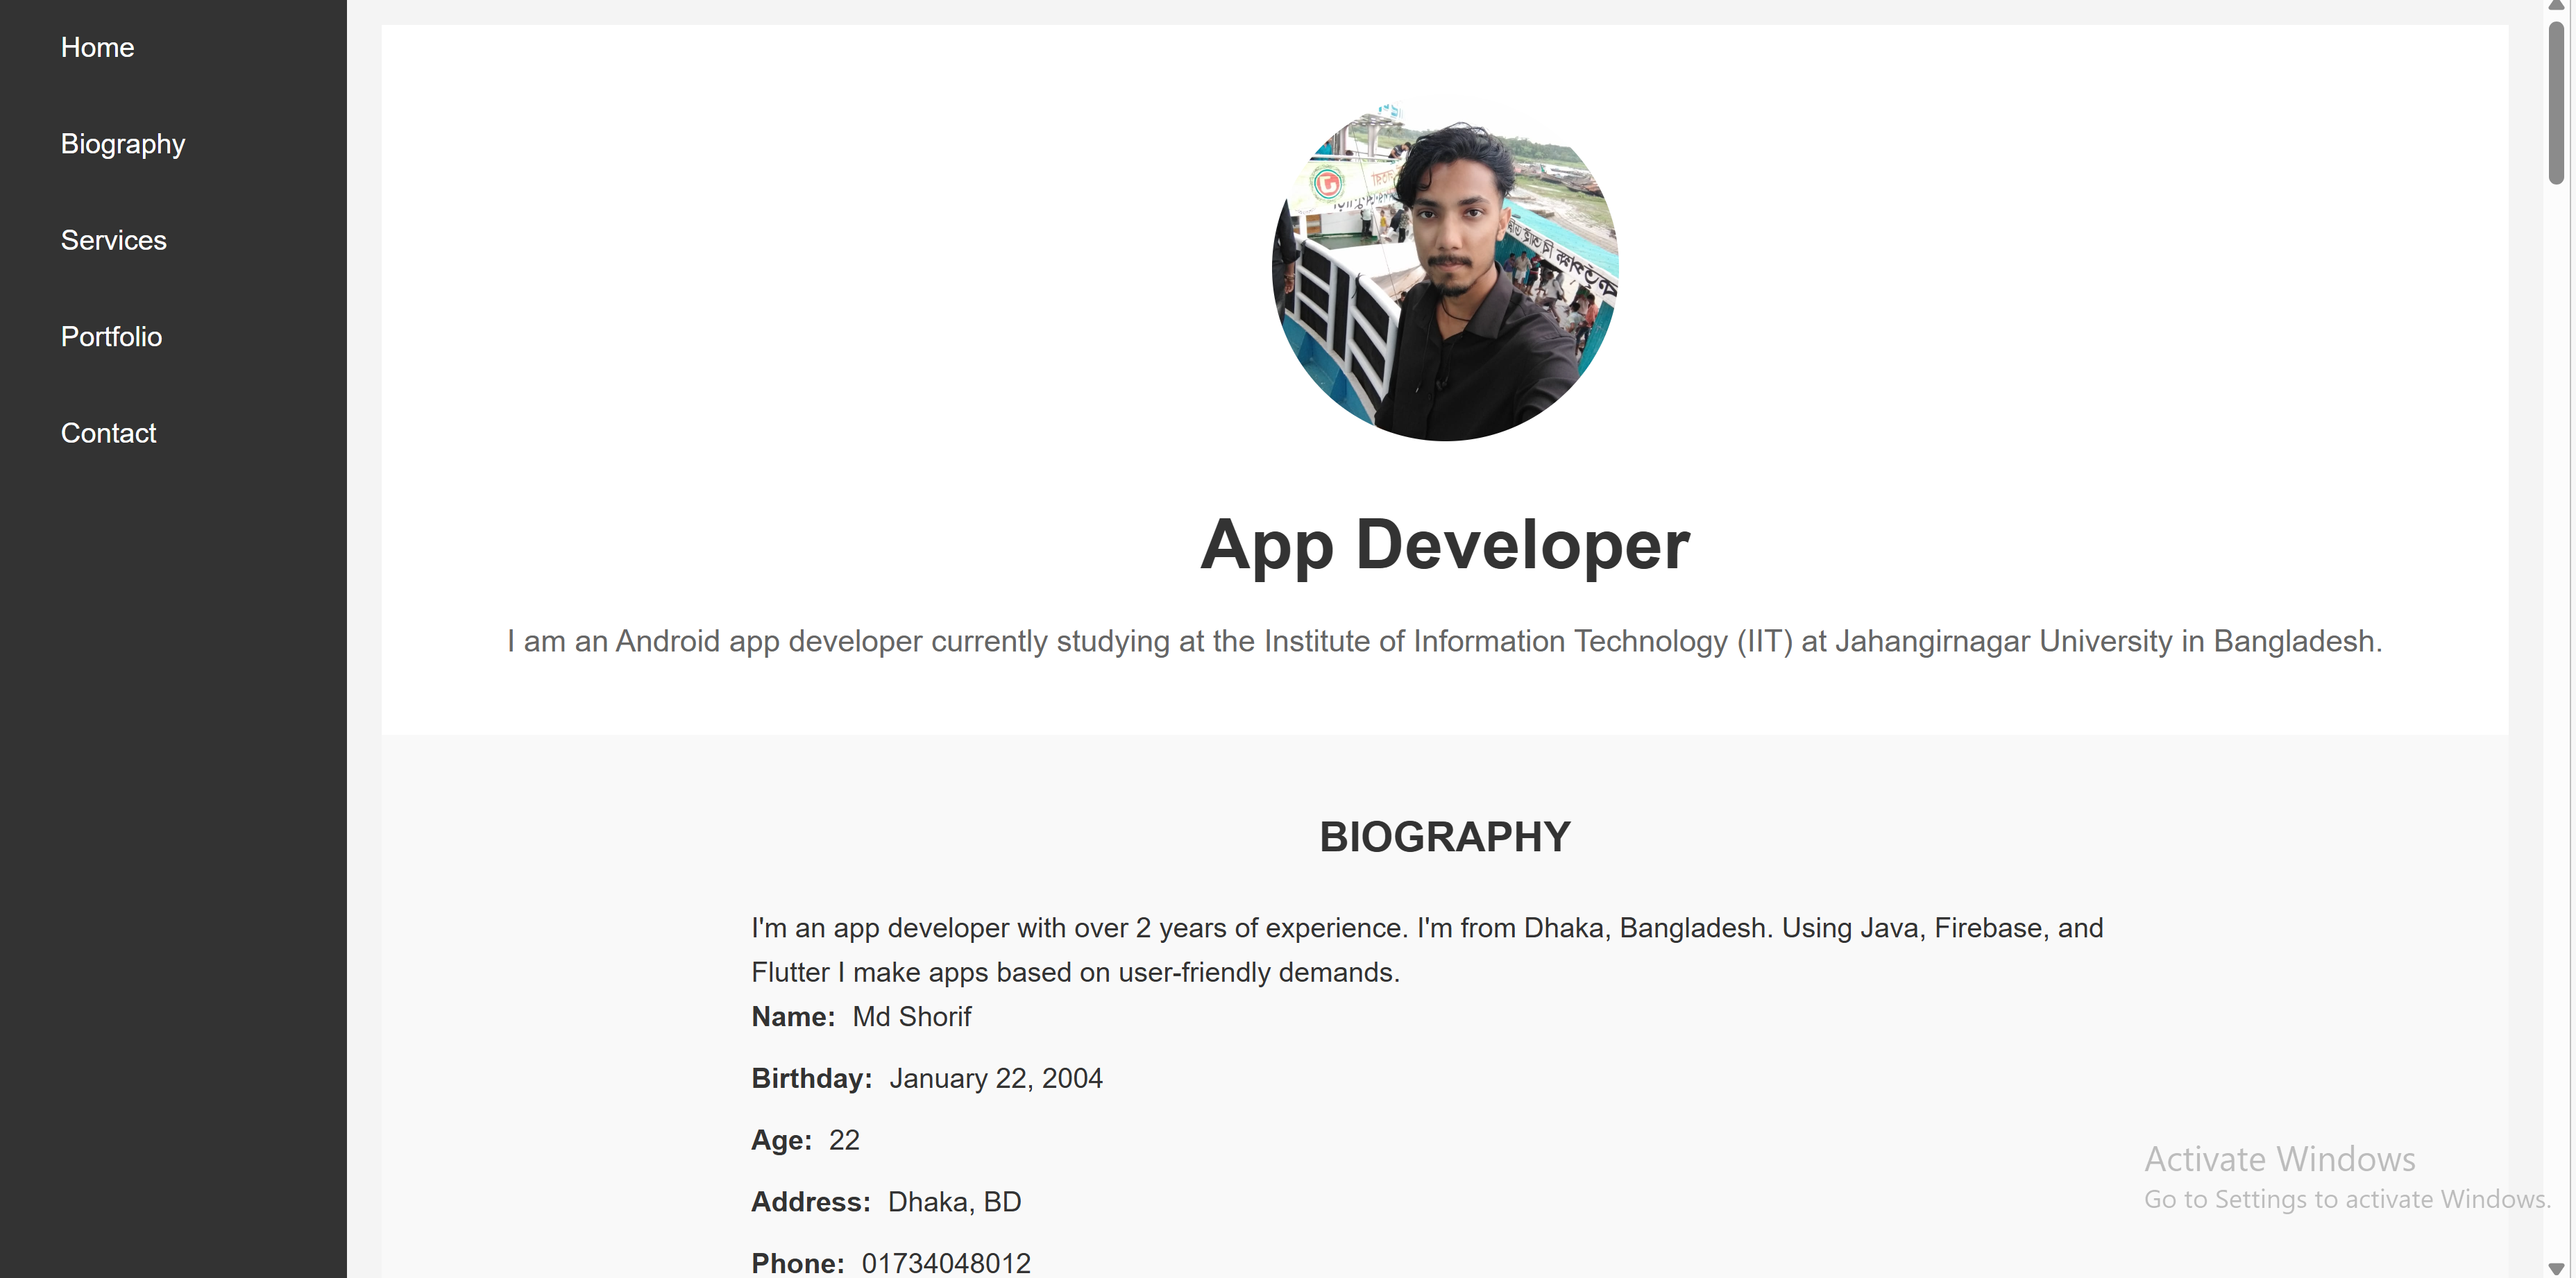 Home
Biography
Services
Portfolio
Contact
App Developer
I am an Android app developer currently studying at the Institute of Information Technology (IIT) at Jahangirnagar University in Bangladesh.
BIOGRAPHY
I'm an app developer with over 2 years of experience. I'm from Dhaka, Bangladesh. Using Java, Firebase, and
Flutter I make apps based on user-friendly demands.
Name: Md Shorif
Birthday: January 22, 2004
Age: 22
Address: Dhaka, BD
Phone: 01734048012
Activate Windows
Go to Settings to activate Windows.